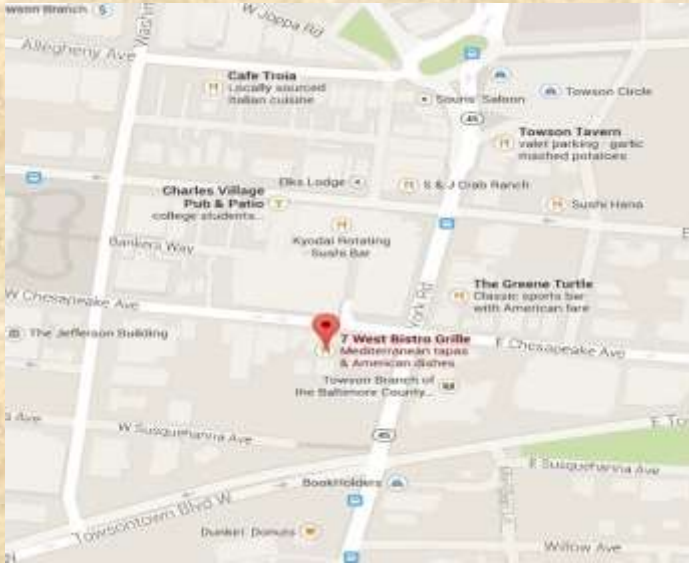 wson Branch
S
W Joppa Rd
Allegheny Ave
Washin
Cafe Troia
Locally sourced
Italian cuisine
Souris' Saloon
Towson Circle
45
Towson Tavern
valet parking · garlic
mashed potatoes
Elks Lodge
S & J Crab Ranch
Charles Village
Pub & Patio
college students...
Sushi Hana
Kyodai Rotating
Sushi Bar
Bankers Way
E
The Greene Turtle
Classic sports bar
with American fare
W Chesapeake Ave
York Rd
The Jefferson Building
7 West Bistro Grille
Mediterranean tapas
& American dishes
E Chesapeake Ave
Towson Branch of
the Baltimore County...
a Ave
W Susquehanna Ave
45
E To
E Susquehanna Ave
BookHolders
Towsontown Blvd W
Dunkin' Donuts
Willow Ave